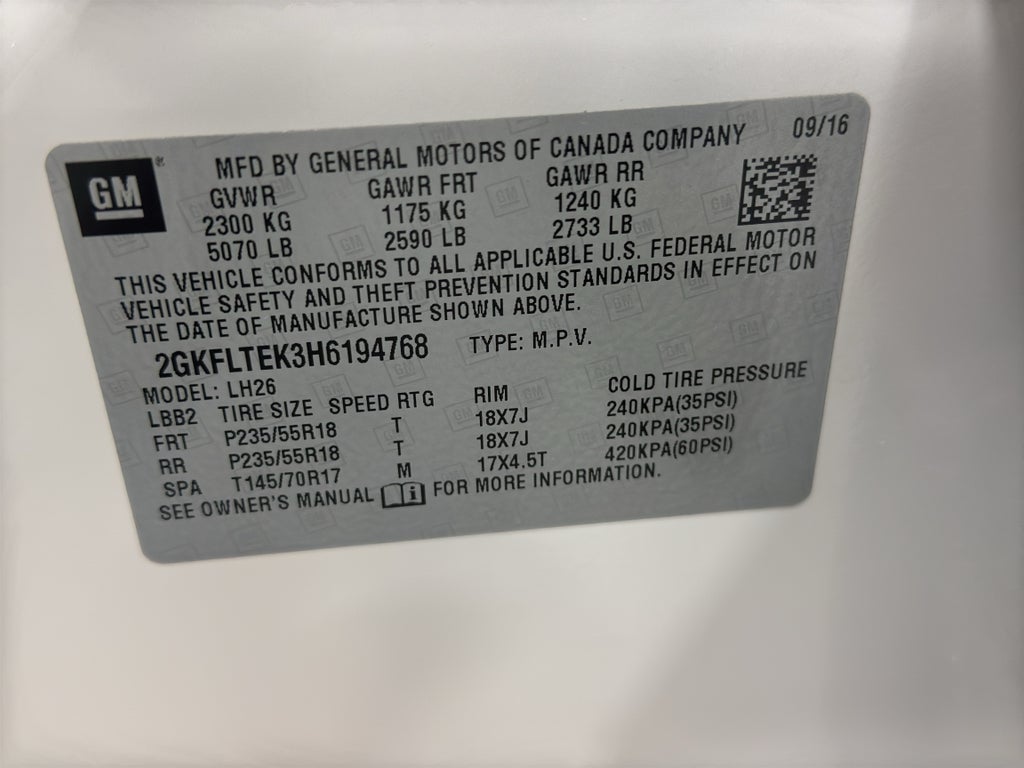 GM ®
MFD BY GENERAL MOTORS OF CANADA COMPANY 09/16
GVWR GAWR FRT GAWR RR
2300 KG 1175 KG 1240 KG
5070 LB 2590 LB 2733 LB
THIS VEHICLE CONFORMS TO ALL APPLICABLE U.S. FEDERAL MOTOR
VEHICLE SAFETY AND THEFT PREVENTION STANDARDS IN EFFECT ON
THE DATE OF MANUFACTURE SHOWN ABOVE.
2GKFLTEK3H6194768 TYPE: M.P.V.
MODEL: LH26
LBB2 TIRE SIZE SPEED RTG RIM COLD TIRE PRESSURE
FRT P235/55R18 T 18X7J 240KPA(35PSI)
RR P235/55R18 T 18X7J 240KPA(35PSI)
SPA T145/70R17 M 17X4.5T 420KPA(60PSI)
SEE OWNER'S MANUAL i FOR MORE INFORMATION.